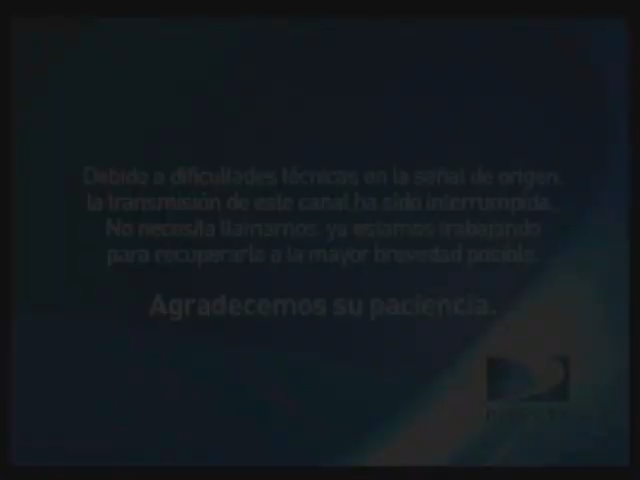 Debido a dificultades técnicas en la señal de origen,
la transmisión de este canal ha sido interrumpida.
No necesita llamarnos, ya estamos trabajando
para recuperarla a la mayor brevedad posible.
Agradecemos su paciencia.